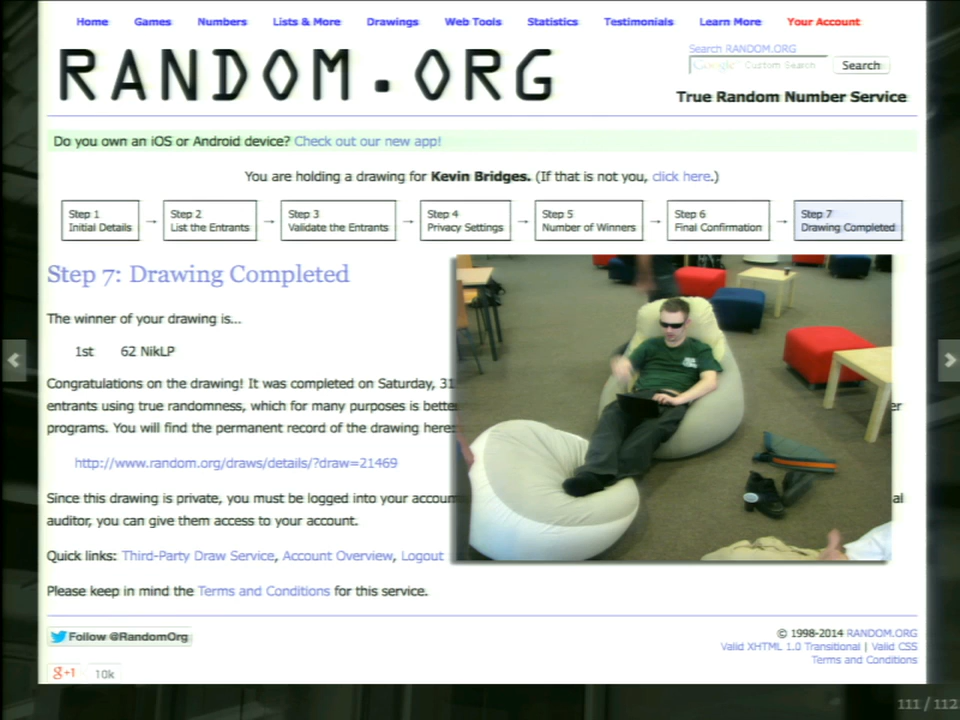 Home Games Numbers Lists & More Drawings Web Tools Statistics Testimonials Learn More Your Account
RANDOM.ORG
Search RANDOM.ORG
Google Custom Search Search
True Random Number Service
Do you own an iOS or Android device? Check out our new app!
You are holding a drawing for Kevin Bridges. (If that is not you, click here.)
Step 1
Initial Details
Step 2
List the Entrants
Step 3
Validate the Entrants
Step 4
Privacy Settings
Step 5
Number of Winners
Step 6
Final Confirmation
Step 7
Drawing Completed
Step 7: Drawing Completed
The winner of your drawing is...
1st 62 NikLP
Congratulations on the drawing! It was completed on Saturday, 31
entrants using true randomness, which for many purposes is bette
programs. You will find the permanent record of the drawing here:
http://www.random.org/draws/details/?draw=21469
Since this drawing is private, you must be logged into your accoun
auditor, you can give them access to your account.
Quick links: Third-Party Draw Service, Account Overview, Logout
Please keep in mind the Terms and Conditions for this service.
Follow @RandomOrg
g+1 10k
© 1998-2014 RANDOM.ORG
Valid XHTML 1.0 Transitional | Valid CSS
Terms and Conditions
111 / 112